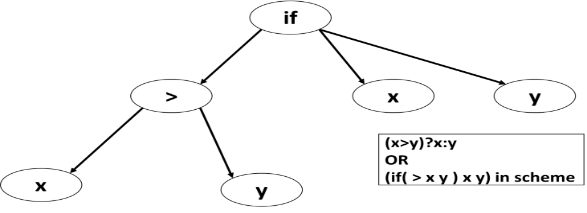 if
>
x
y
x
y
(x>y)?x:y
OR
(if( > x y ) x y) in scheme